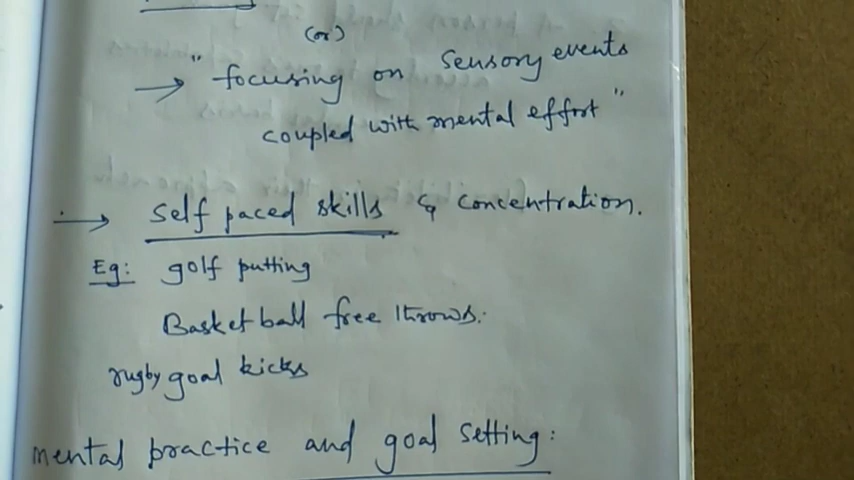 (or)
→ "focusing on sensory events
coupled with mental effort"
→ Self paced skills & concentration.
Eg: golf putting
Basket ball free throws.
rugby goal kicks
mental practice and goal setting: